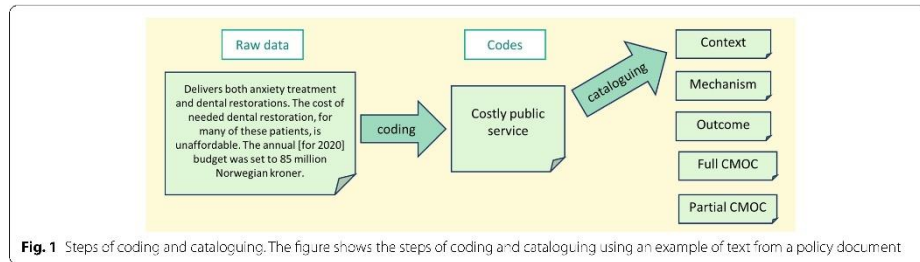 Raw data
Codes
Delivers both anxiety treatment
and dental restorations. The cost of
needed dental restoration, for
many of these patients, is
unaffordable. The annual [for 2020]
budget was set to 85 million
Norwegian kroner.
coding
Costly public
service
cataloguing
Context
Mechanism
Outcome
Full CMOC
Partial CMOC
Fig. 1 Steps of coding and cataloguing. The figure shows the steps of coding and cataloguing using an example of text from a policy document